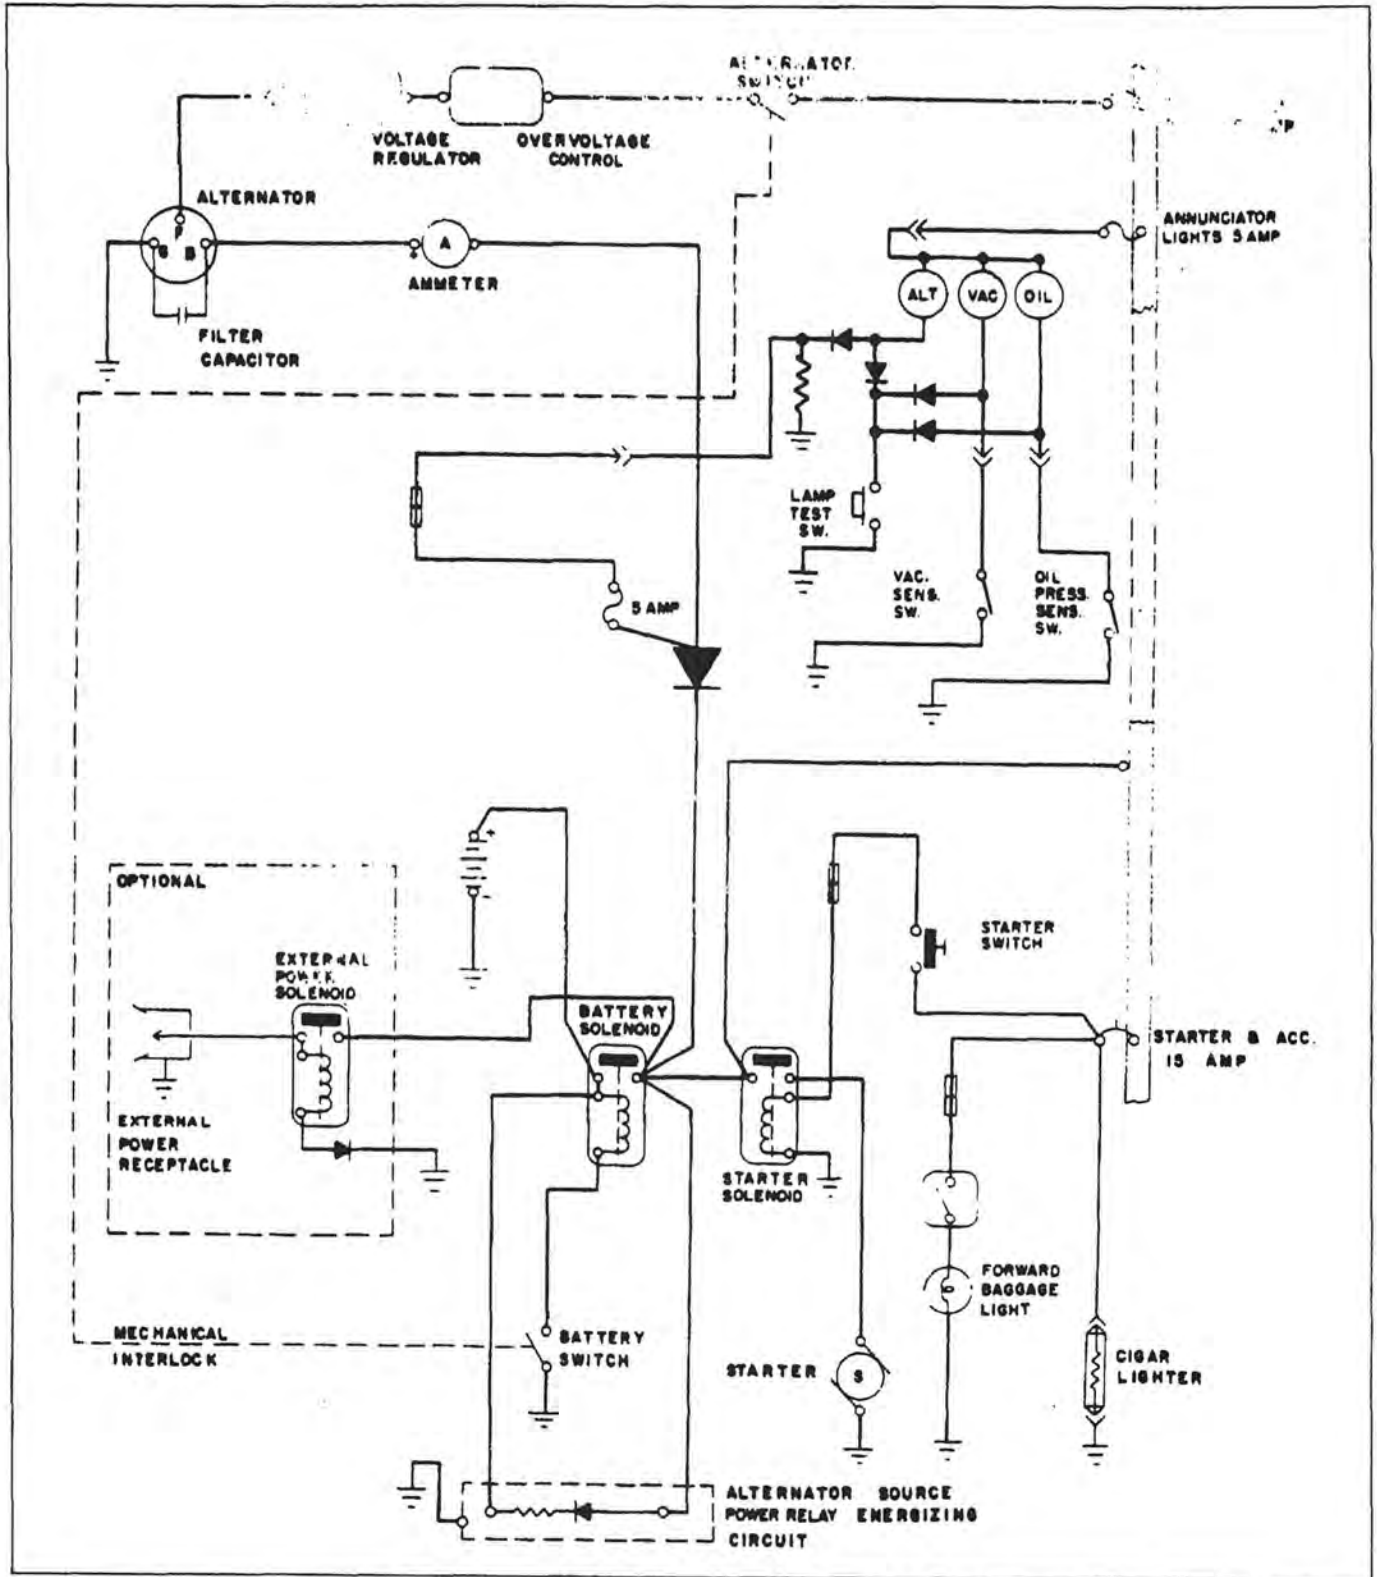 ALTERNATOR
SWITCH
VOLTAGE
REGULATOR
OVERVOLTAGE
CONTROL
ALTERNATOR
F
G
B
A
+
AMMETER
FILTER
CAPACITOR
ANNUNCIATOR
LIGHTS 5 AMP
ALT
VAC
OIL
LAMP
TEST
SW.
VAC.
SENS.
SW.
OIL
PRESS.
SENS.
SW.
5 AMP
+
-
OPTIONAL
EXTERNAL
POWER
SOLENOID
BATTERY
SOLENOID
STARTER
SWITCH
STARTER & ACC.
15 AMP
EXTERNAL
POWER
RECEPTACLE
STARTER
SOLENOID
FORWARD
BAGGAGE
LIGHT
MECHANICAL
INTERLOCK
BATTERY
SWITCH
STARTER
S
CIGAR
LIGHTER
ALTERNATOR SOURCE
POWER RELAY ENERGIZING
CIRCUIT